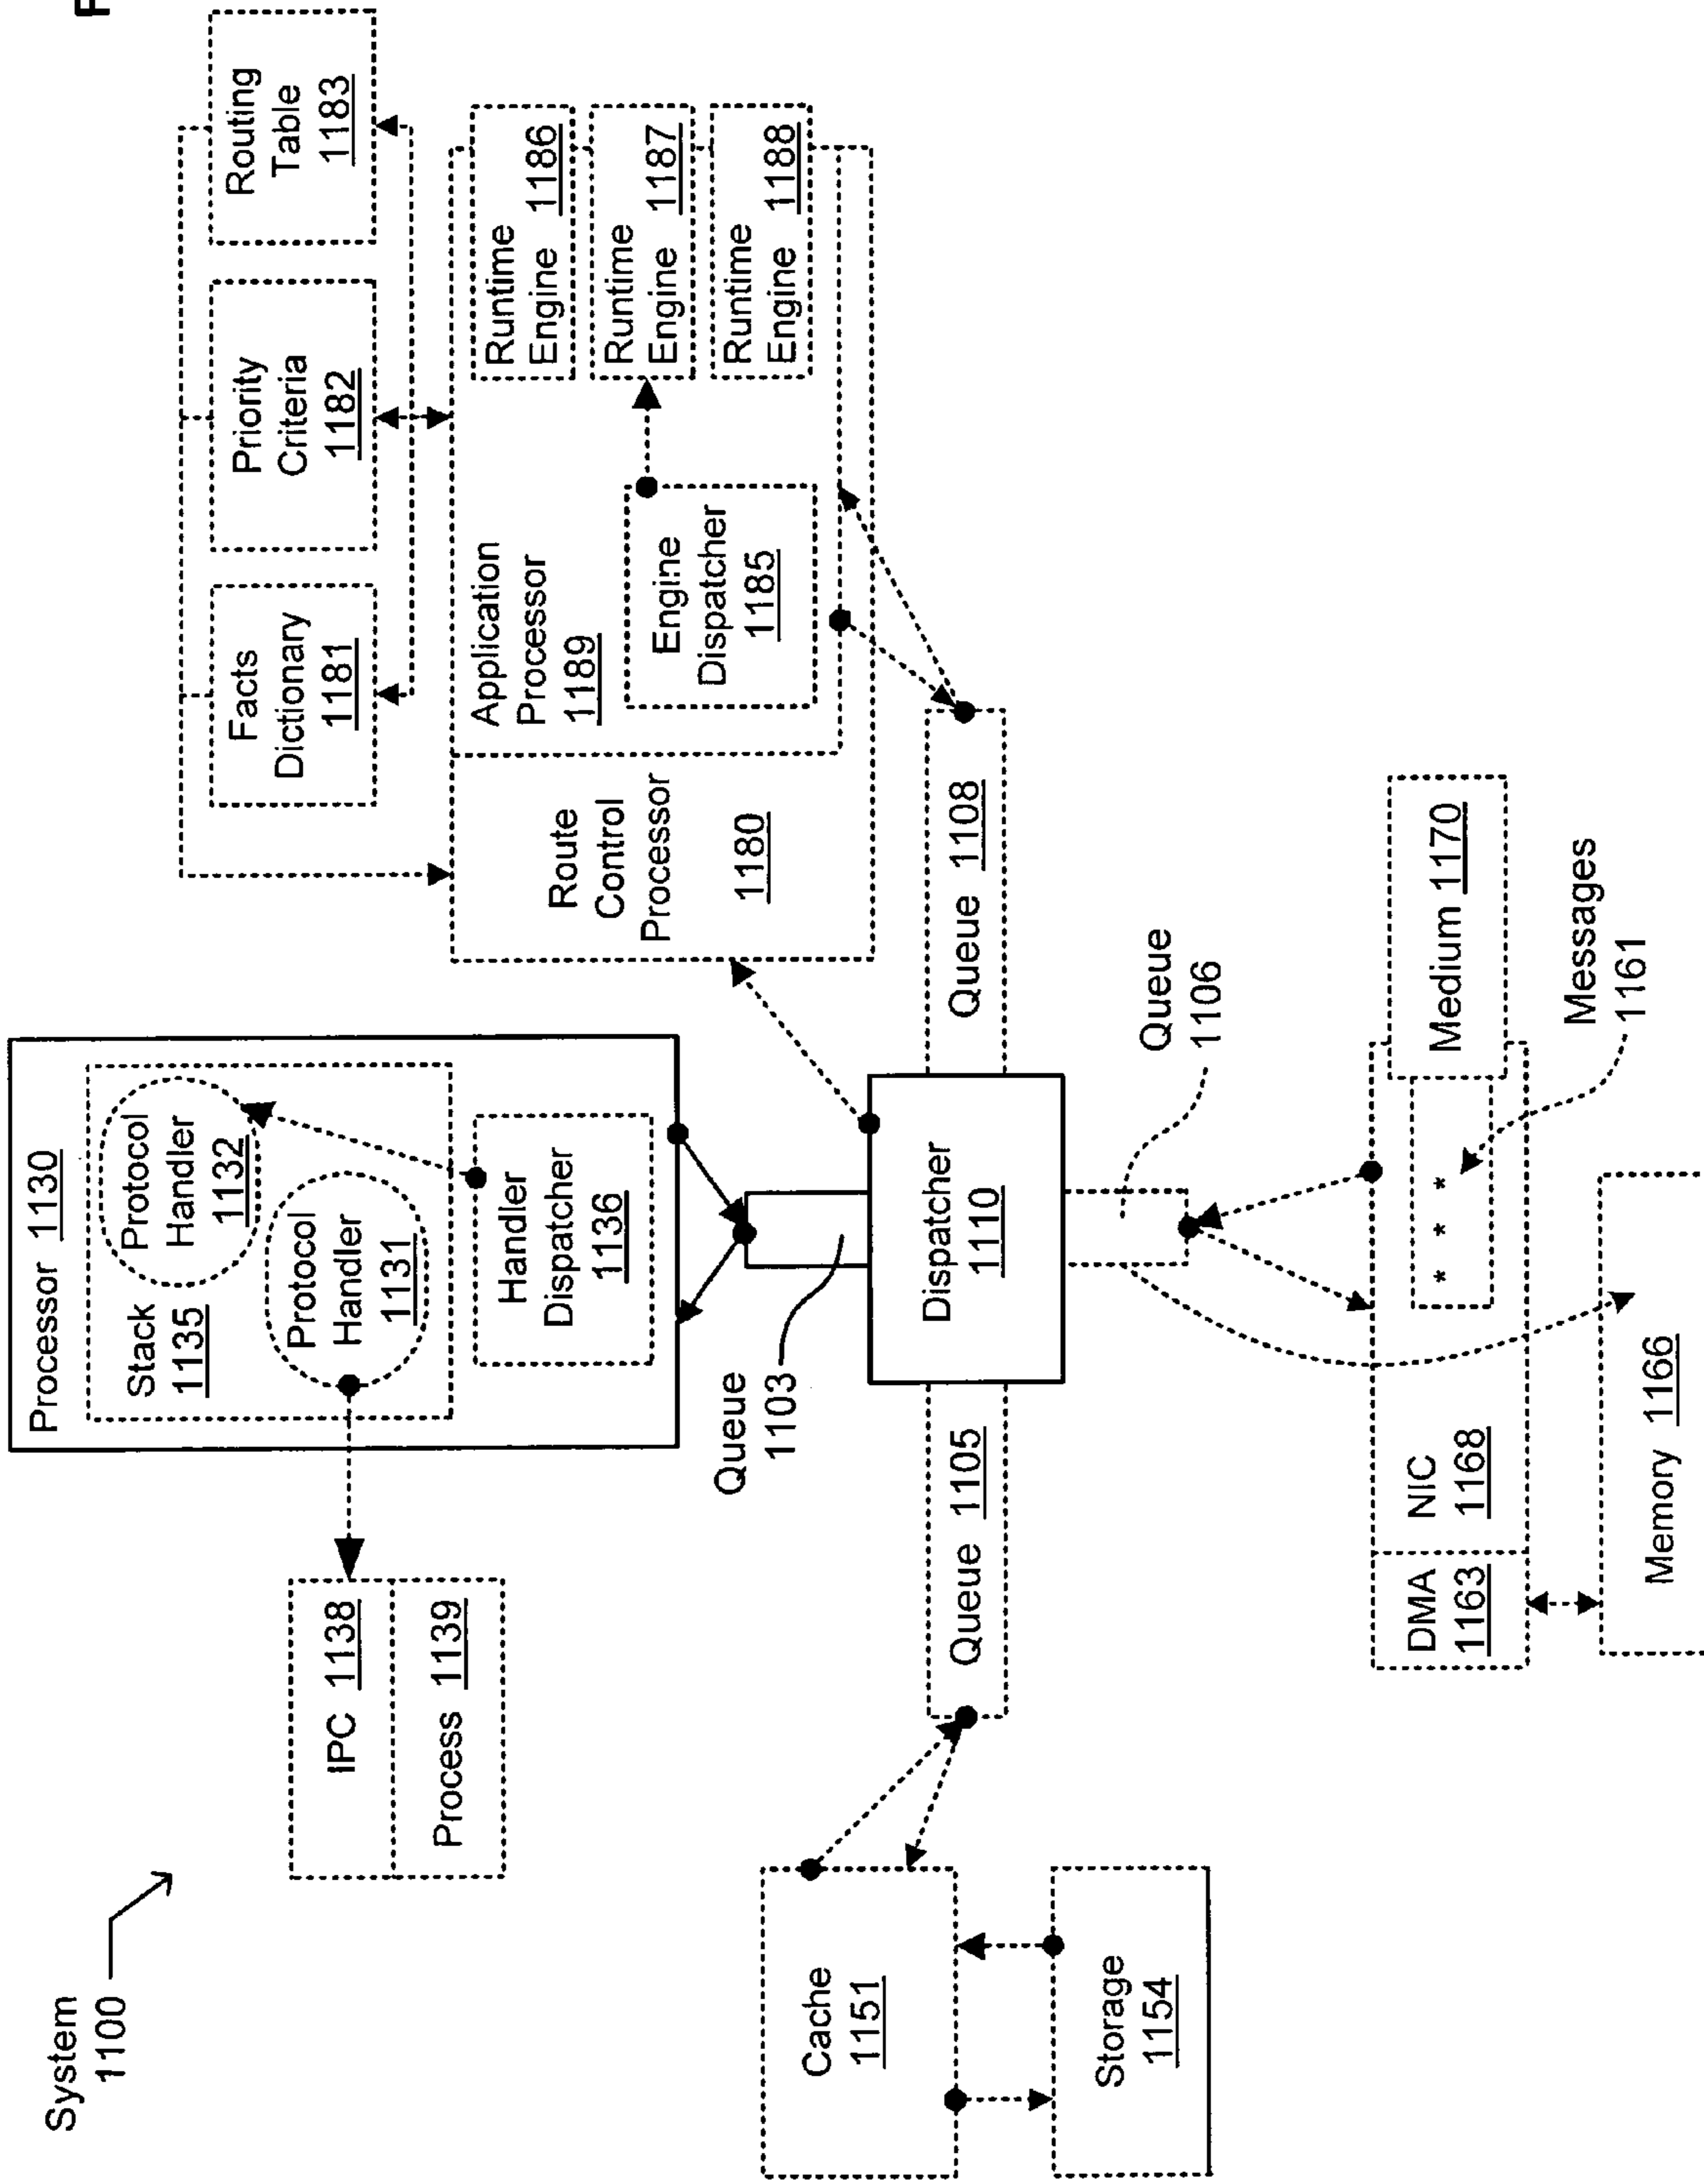 F
System
1100
Processor 1130
Stack
1135
Protocol
Handler
1132
Protocol
Handler
1131
Handler
Dispatcher
1136
IPC 1138
Process 1139
Facts
Dictionary
1181
Priority
Criteria
1182
Routing
Table
1183
Route
Control
Processor
1180
Application
Processor
1189
Engine
Dispatcher
1185
Runtime
Engine 1186
Runtime
Engine 1187
Runtime
Engine 1188
Queue
1103
Cache
1151
Storage
1154
Queue 1105
Dispatcher
1110
Queue 1108
Queue
1106
DMA
1163
NIC
1168
* * *
Medium 1170
Messages
1161
Memory 1166